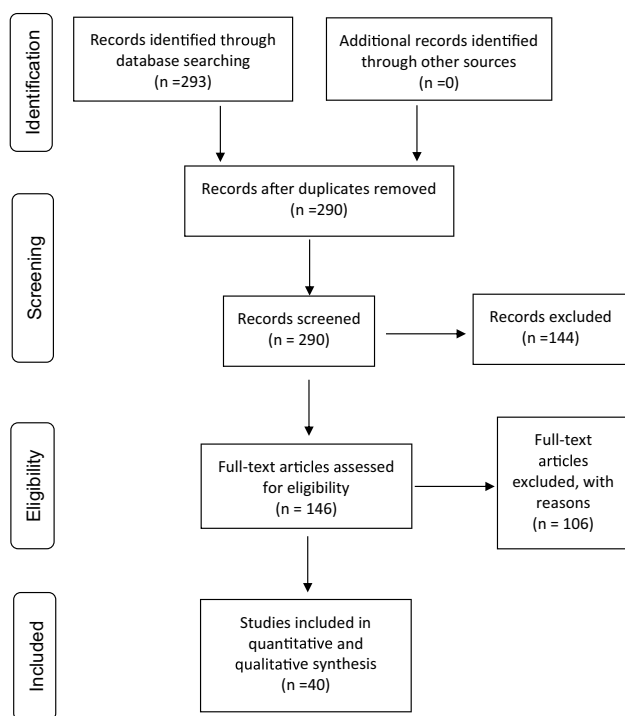 Identification
Records identified through
database searching
(n =293)
Additional records identified
through other sources
(n =0)
Records after duplicates removed
(n =290)
Screening
Records screened
(n = 290)
Records excluded
(n =144)
Eligibility
Full-text articles assessed
for eligibility
(n = 146)
Full-text
articles
excluded, with
reasons
(n = 106)
Included
Studies included in
quantitative and
qualitative synthesis
(n =40)